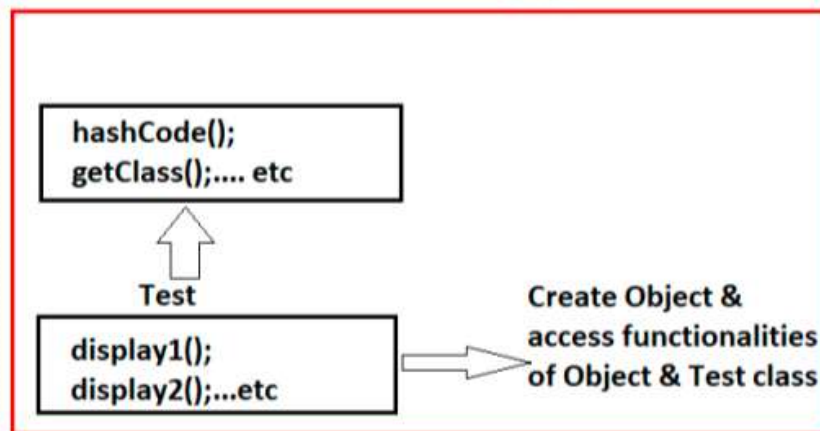 hashCode();
getClass();.... etc
Test
display1();
display2();...etc
Create Object &
access functionalities
of Object & Test class